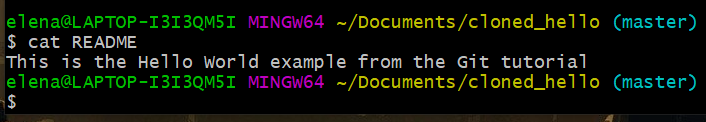 elena@LAPTOP-I3I3QM5I MINGW64 ~/Documents/cloned_hello (master)
$ cat README
This is the Hello World example from the Git tutorial
elena@LAPTOP-I3I3QM5I MINGW64 ~/Documents/cloned_hello (master)
$